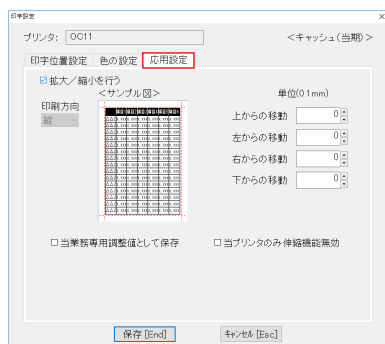 印字設定
プリンタ: OC11 <キャッシュ(当期)>
印字位置設定 色の設定 応用設定
拡大/縮小を行う
<サンプル図>
単位(0.1mm)
印刷方向
縦
上からの移動 0
左からの移動 0
右からの移動 0
下からの移動 0
当業務専用調整値として保存 当プリンタのみ伸縮機能無効
保存 [End] キャンセル [Esc]